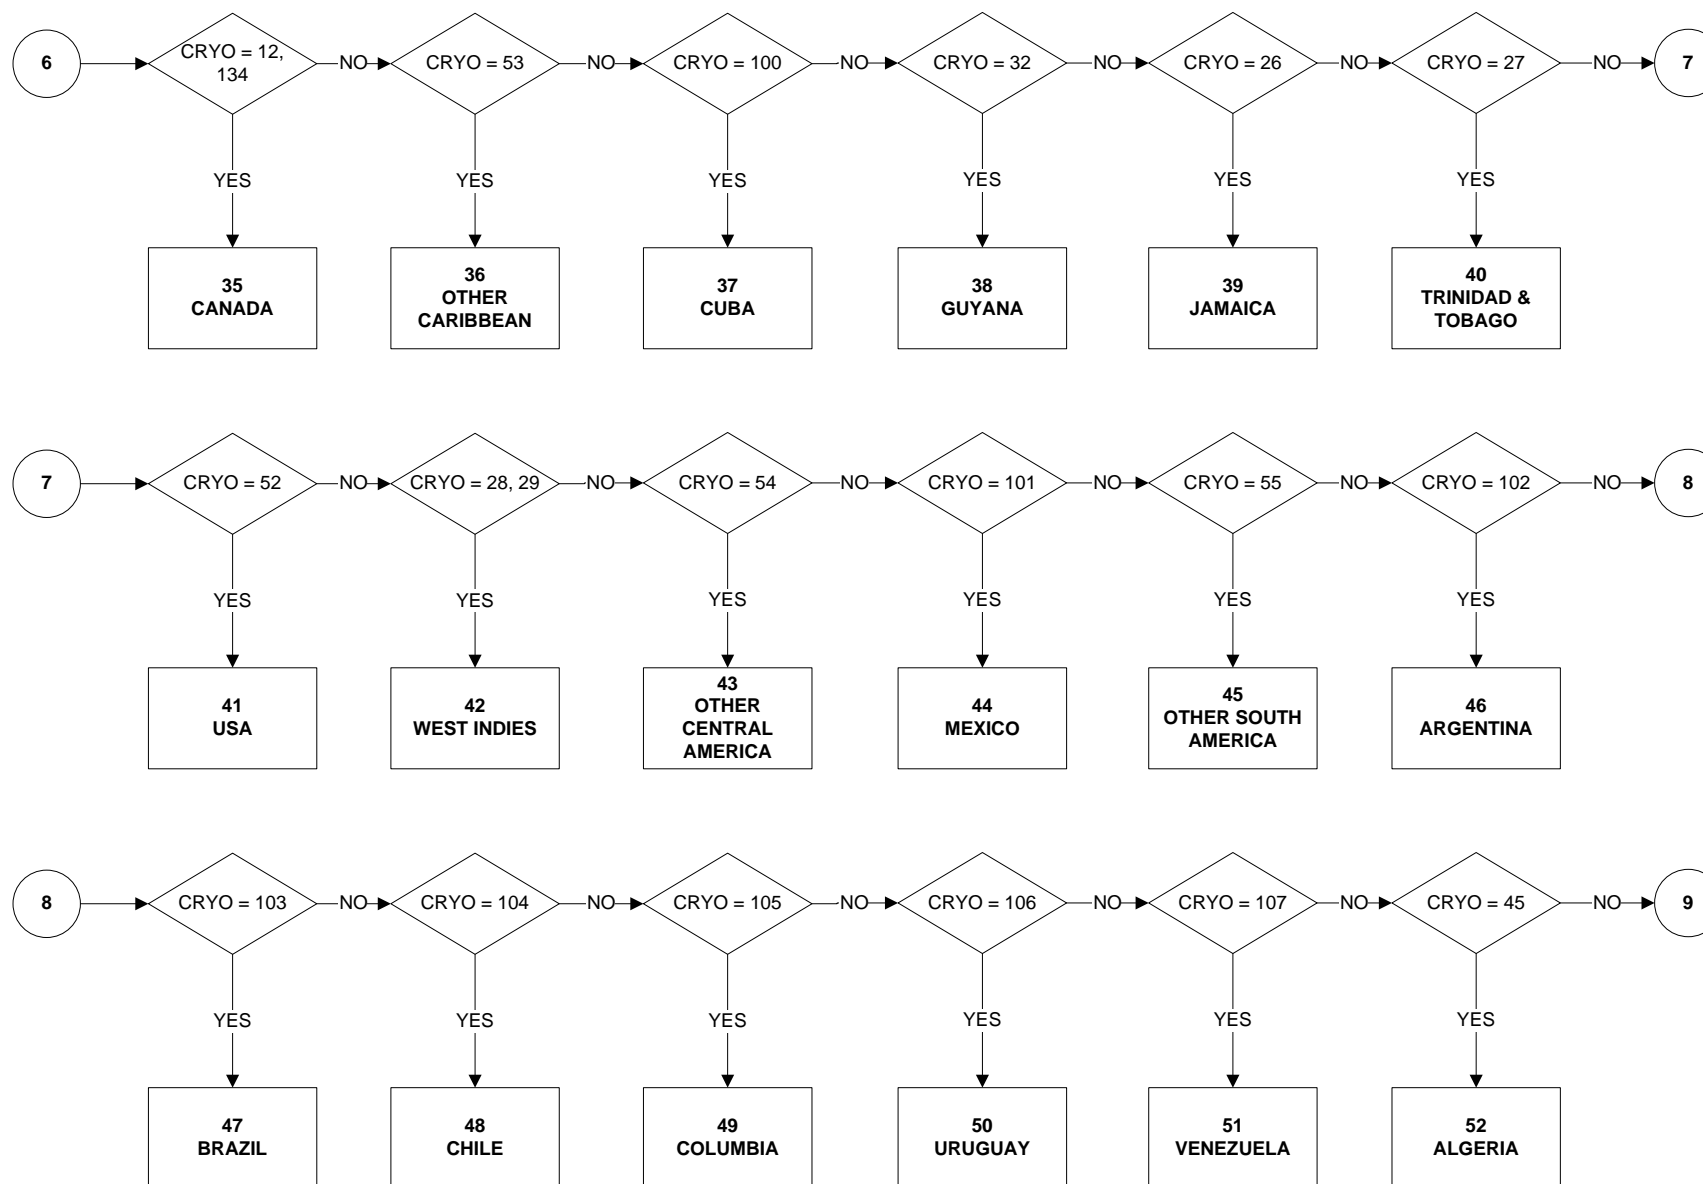 6
CRYO = 12,
134
NO
CRYO = 53
NO
CRYO = 100
NO
CRYO = 32
NO
CRYO = 26
NO
CRYO = 27
NO
7
YES
YES
YES
YES
YES
YES
35
CANADA
36
OTHER
CARIBBEAN
37
CUBA
38
GUYANA
39
JAMAICA
40
TRINIDAD &
TOBAGO
7
CRYO = 52
NO
CRYO = 28, 29
NO
CRYO = 54
NO
CRYO = 101
NO
CRYO = 55
NO
CRYO = 102
NO
8
YES
YES
YES
YES
YES
YES
41
USA
42
WEST INDIES
43
OTHER
CENTRAL
AMERICA
44
MEXICO
45
OTHER SOUTH
AMERICA
46
ARGENTINA
8
CRYO = 103
NO
CRYO = 104
NO
CRYO = 105
NO
CRYO = 106
NO
CRYO = 107
NO
CRYO = 45
NO
9
YES
YES
YES
YES
YES
YES
47
BRAZIL
48
CHILE
49
COLUMBIA
50
URUGUAY
51
VENEZUELA
52
ALGERIA